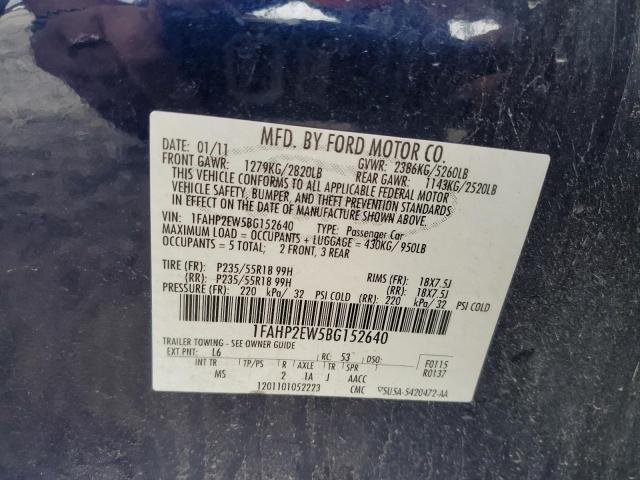 MFD. BY FORD MOTOR CO.
DATE: 01/11
GVWR: 2386KG/5260LB
FRONT GAWR: 1279KG/2820LB
REAR GAWR: 1143KG/2520LB
THIS VEHICLE CONFORMS TO ALL APPLICABLE FEDERAL MOTOR
VEHICLE SAFETY, BUMPER, AND THEFT PREVENTION STANDARDS
IN EFFECT ON THE DATE OF MANUFACTURE SHOWN ABOVE.
VIN: 1FAHP2EW5BG152640 TYPE: Passenger Car
MAXIMUM LOAD = OCCUPANTS + LUGGAGE = 430KG/950LB
OCCUPANTS = 5 TOTAL: 2 FRONT, 3 REAR
TIRE (FR): P235/55R18 99H RIMS (FR): 18X7.5J
(RR): P235/55R18 99H (RR): 18X7.5J
PRESSURE (FR): 220 kPa/ 32 PSI COLD (RR): 220 kPa/ 32 PSI COLD
1FAHP2EW5BG152640
TRAILER TOWING - SEE OWNER GUIDE
EXT PNT: L6 RC: 53 DSO: F0115
INT TR TP/PS R AXLE TR SPR R0137
MS 2 1A J AACC
1201101052223 CMC ▽5U5A-5420472-AA